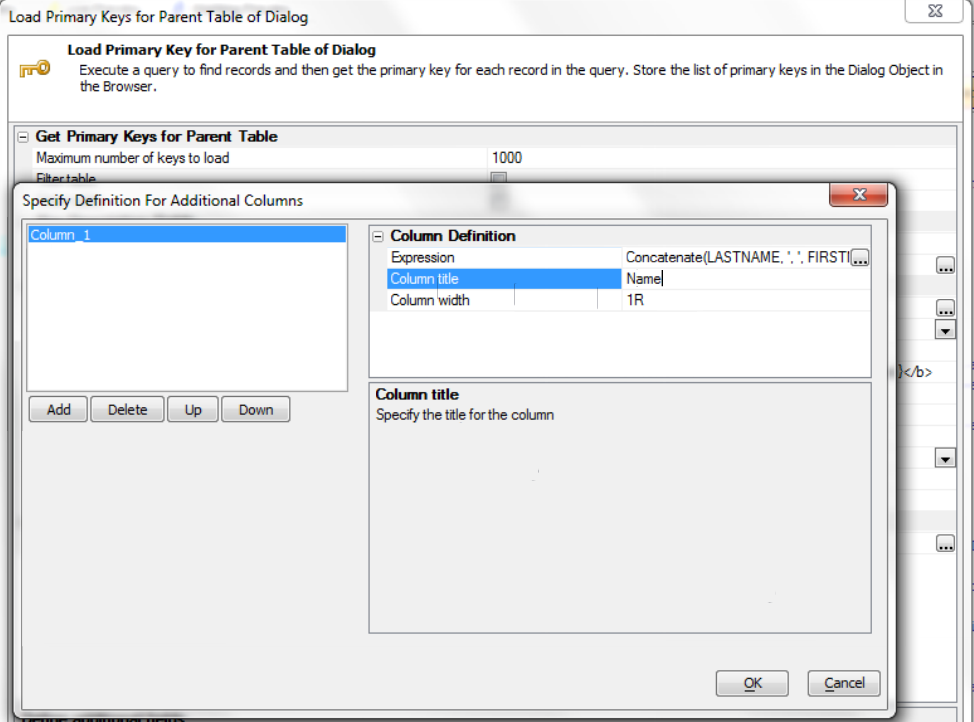 Load Primary Keys for Parent Table of Dialog
Load Primary Key for Parent Table of Dialog
Execute a query to find records and then get the primary key for each record in the query. Store the list of primary keys in the Dialog Object in
the Browser.
Get Primary Keys for Parent Table
Maximum number of keys to load 1000
Filter table
Specify Definition For Additional Columns
Column_1
Column Definition
Expression Concatenate(LASTNAME, ', ', FIRSTI...
Column title Name
Column width 1R
}</b>
Column title
Specify the title for the column
Add Delete Up Down
OK Cancel
Define additional fields